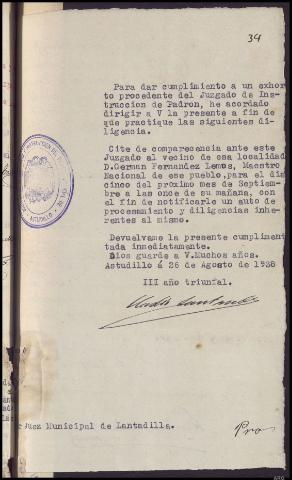 34
Para dar cumplimiento a un exhor
to procedente del Juzgado de Ins-
truccion de Padron, he acordado
dirigir a V la presente a fin de
que practique las siguientes di-
ligencia.
Cite de comparecencia ante este
Juzgado al vecino de esa localidad
D.German Fernandez Lemos, Maestro
Nacional de ese pueblo,para el dia
cinco del proximo mes de Septiem-
bre a las once de su mañana, con
el fin de notificarle un auto de
procesamiento y diligencias inhe-
rentes al mismo.
Devuelvame la presente cumplimen-
tada inmediatamente.
Dios guarde a V.Muchos años.
Astudillo á 26 de Agosto de 1938
III año triunfal.
Juez Municipal de Lantadilla.